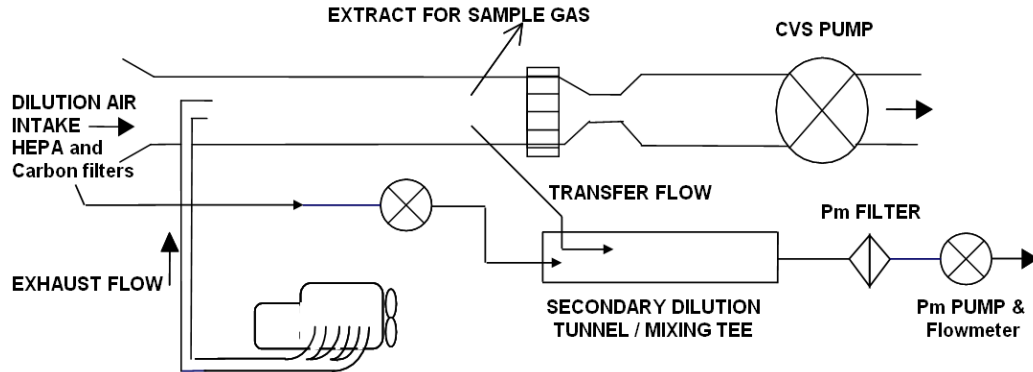 EXTRACT FOR SAMPLE GAS
CVS PUMP
DILUTION AIR
INTAKE
HEPA and
Carbon filters
TRANSFER FLOW
Pm FILTER
EXHAUST FLOW
SECONDARY DILUTION
TUNNEL / MIXING TEE
Pm PUMP &
Flowmeter